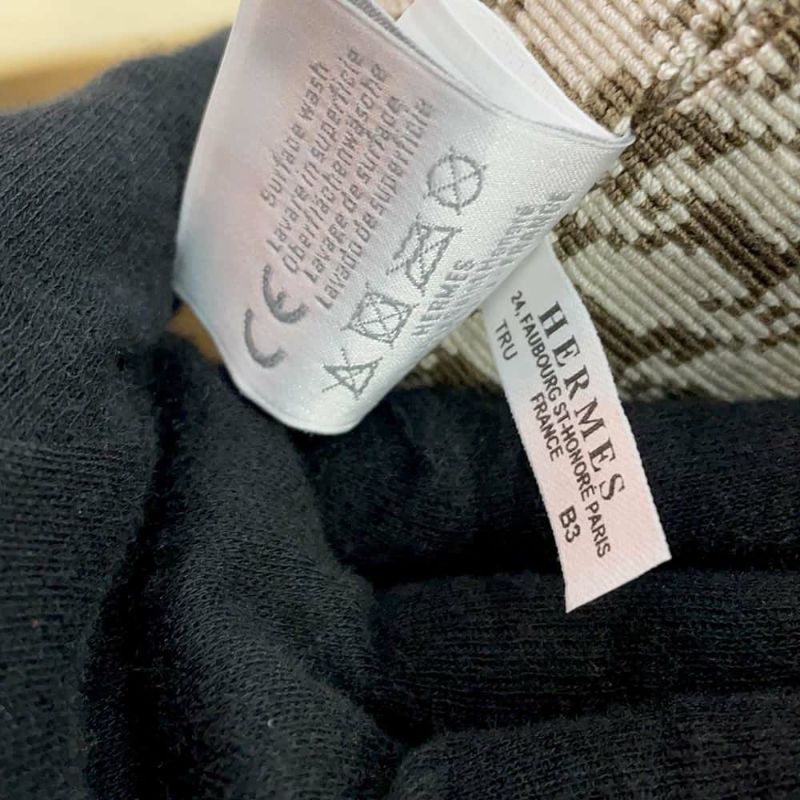 Surface wash
Lavare in superficie
Oberflächenwäsche
Lavage de surface
Lavado de superficie
CE
HERMES
HERMES
24, FAUBOURG ST-HONORÉ PARIS
TRU FRANCE B3